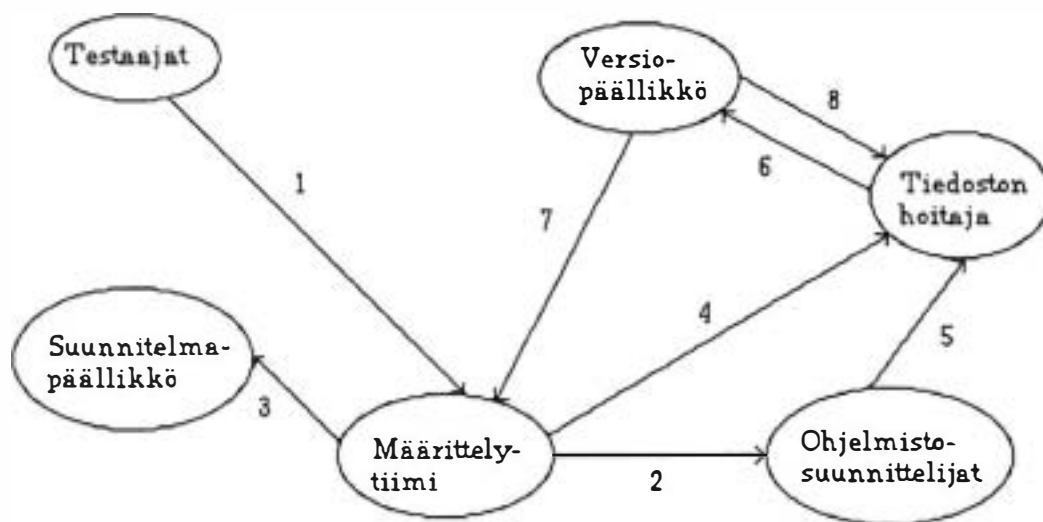 Testaajat
Versio-
päällikkö
8
6
Tiedoston
hoitaja
1
7
4
5
Suunnitelma-
päällikkö
3
Määrittely-
tiimi
2
Ohjelmisto-
suunnittelijat